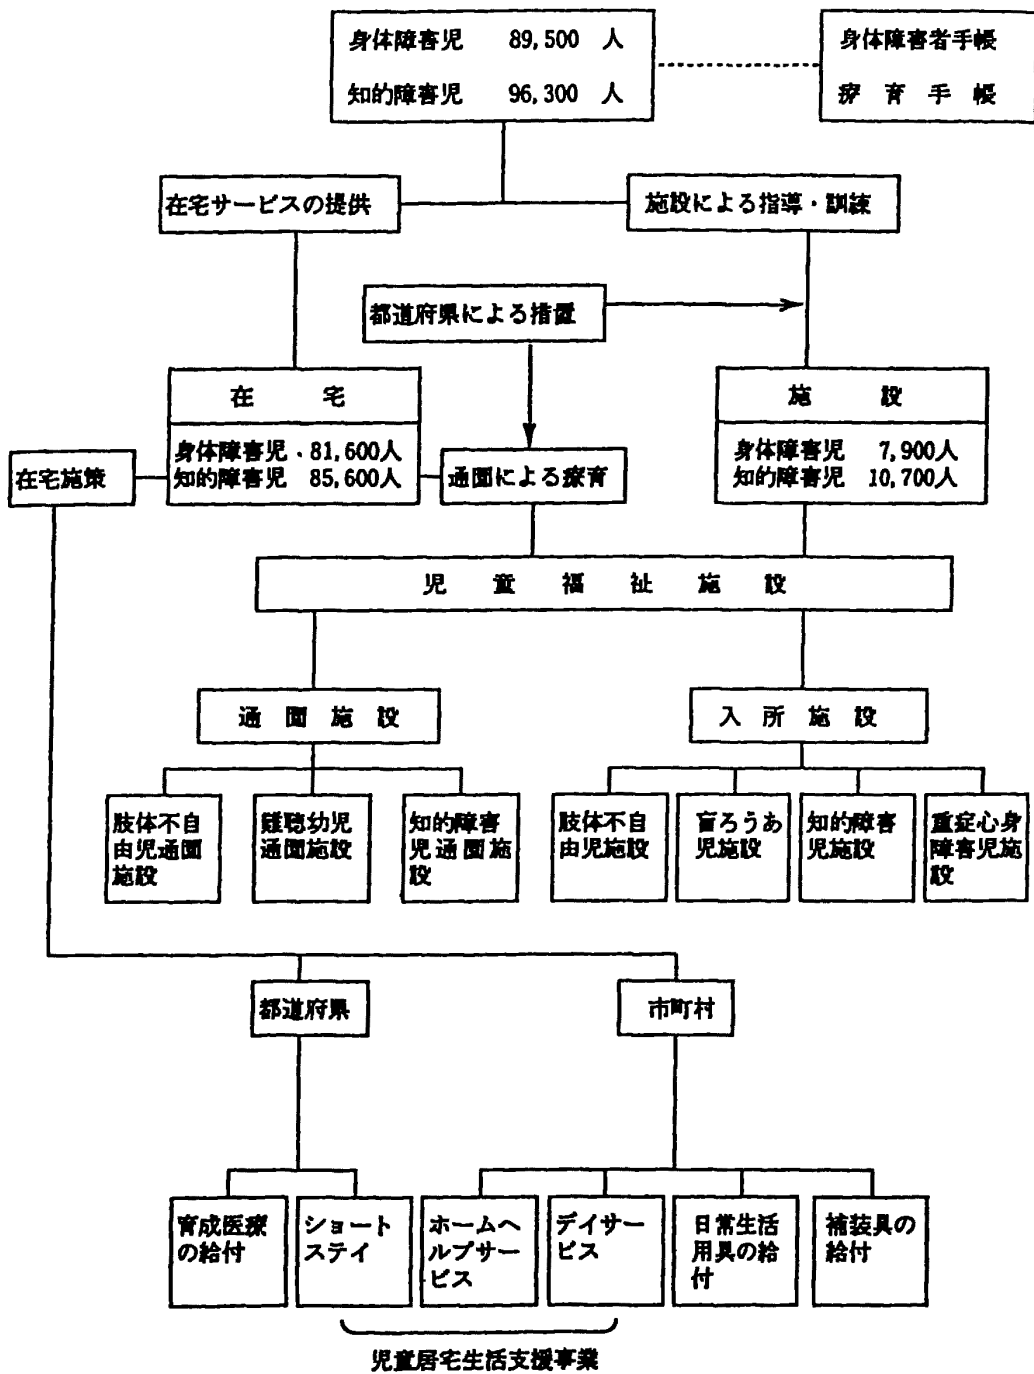 身体障害児 89,500 人
知的障害児 96,300 人
身体障害者手帳
療育手帳
在宅サービスの提供
施設による指導・訓練
都道府県による措置
在宅
身体障害児 81,600人
知的障害児 85,600人
在宅施策
通園による療育
施設
身体障害児 7,900人
知的障害児 10,700人
児童福祉施設
通園施設
入所施設
肢体不自
由児通園
施設
難聴幼児
通園施設
知的障害
児通園施
設
肢体不自
由児施設
盲ろうあ
児施設
知的障害
児施設
重症心身
障害児施
設
都道府県
市町村
育成医療
の給付
ショート
ステイ
ホームヘ
ルプサー
ビス
デイサー
ビス
日常生活
用具の給
付
補装具の
給付
児童居宅生活支援事業